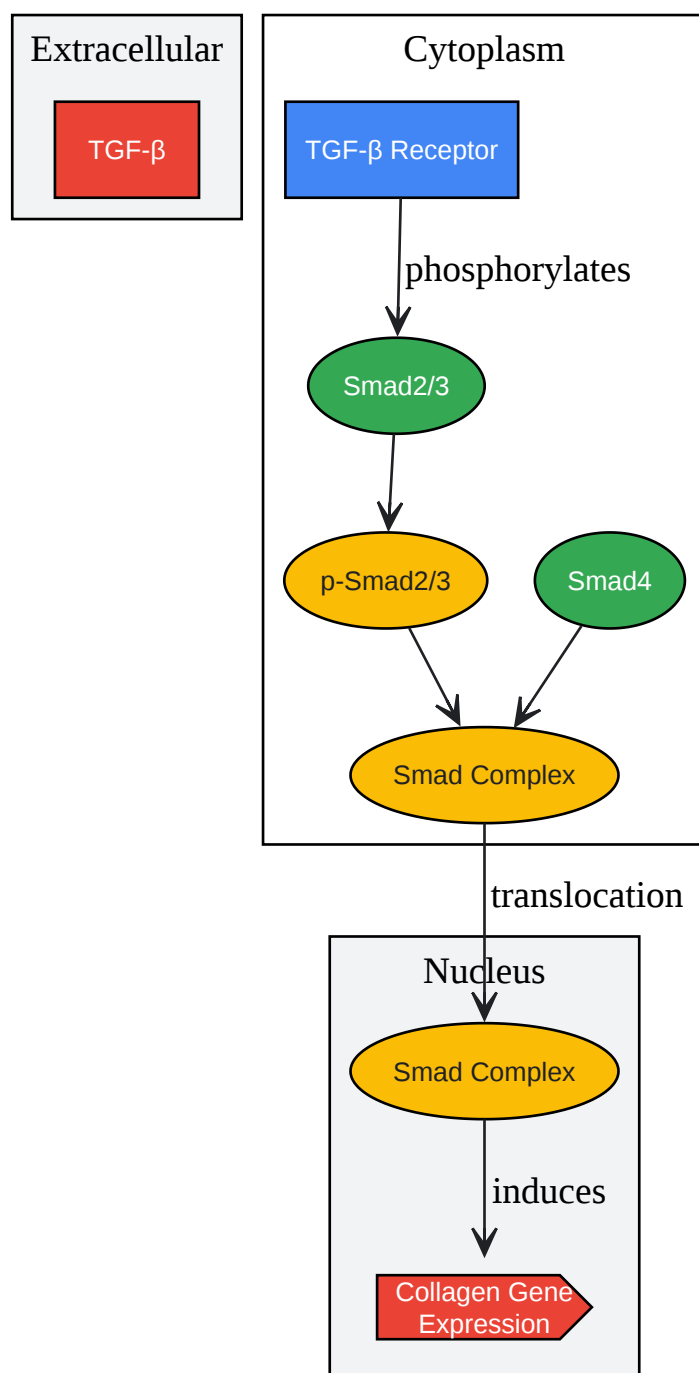 Extracellular
TGF-β
Cytoplasm
TGF-β Receptor
phosphorylates
Smad2/3
p-Smad2/3
Smad4
Smad Complex
translocation
Nucleus
Smad Complex
induces
Collagen Gene
Expression